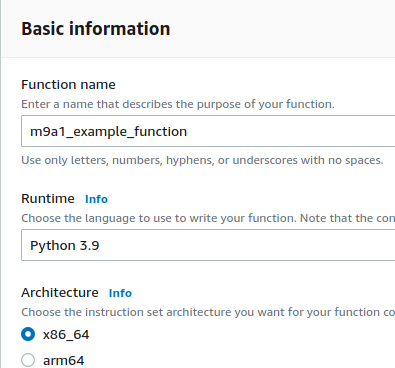 Basic information
Function name
Enter a name that describes the purpose of your function.
m9a1_example_function
Use only letters, numbers, hyphens, or underscores with no spaces.
Runtime Info
Choose the language to use to write your function. Note that the con
Python 3.9
Architecture Info
Choose the instruction set architecture you want for your function co
x86_64
arm64